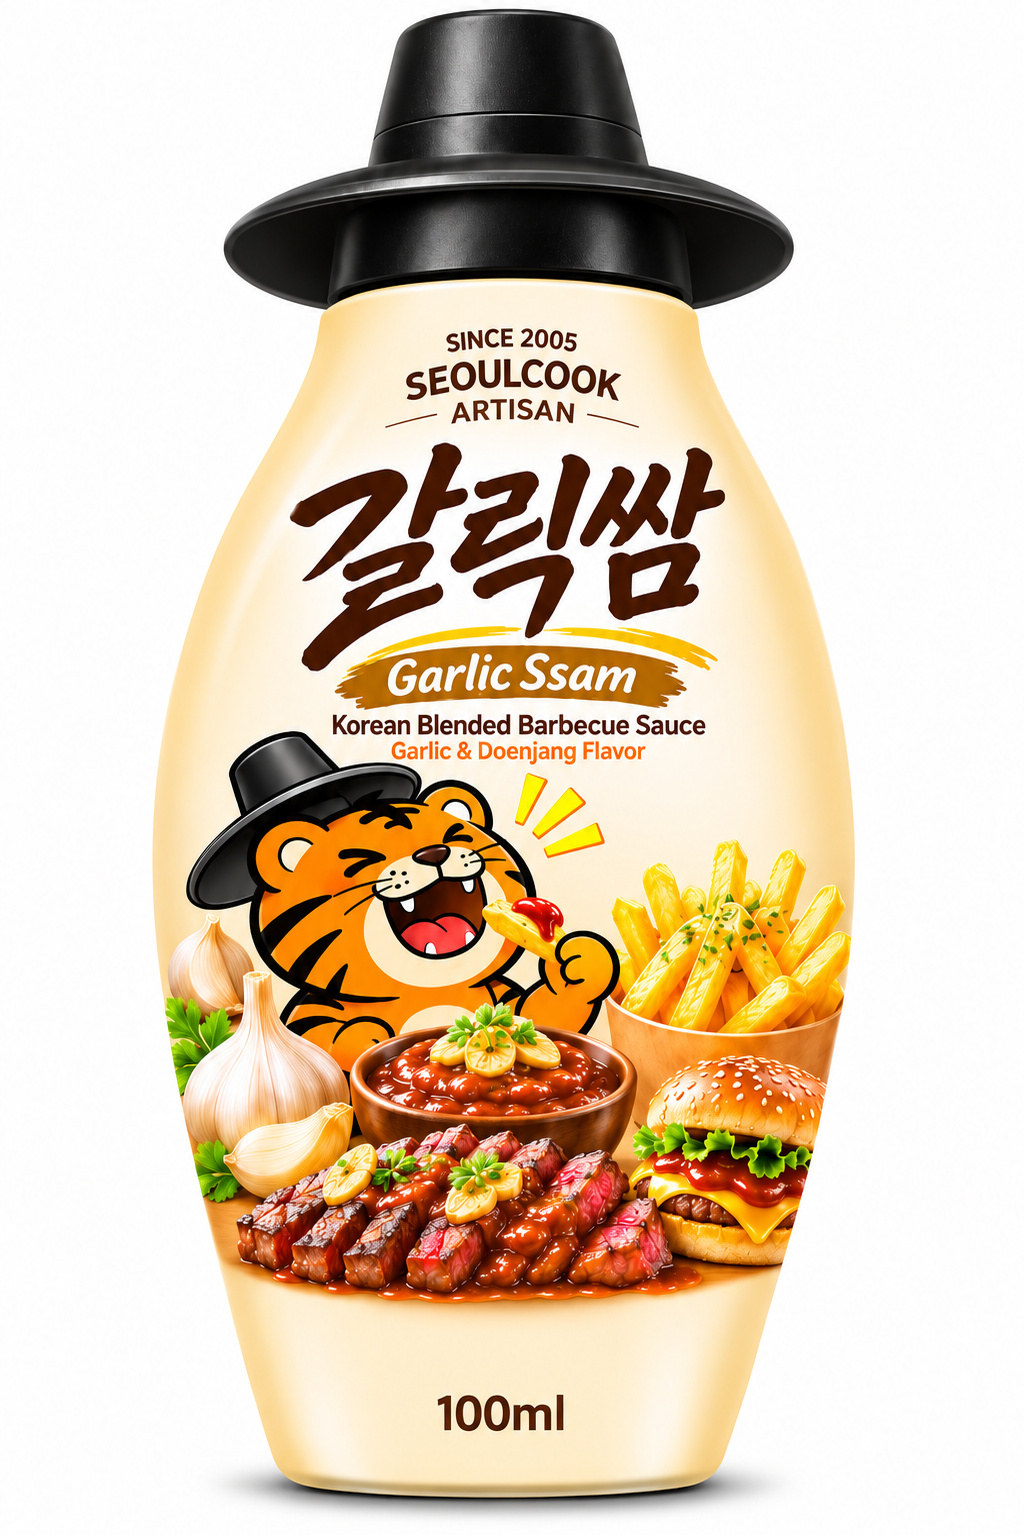 SINCE 2005
SEOULCOOK
ARTISAN
갈릭쌈
Garlic Ssam
Korean Blended Barbecue Sauce
Garlic & Doenjang Flavor
100ml